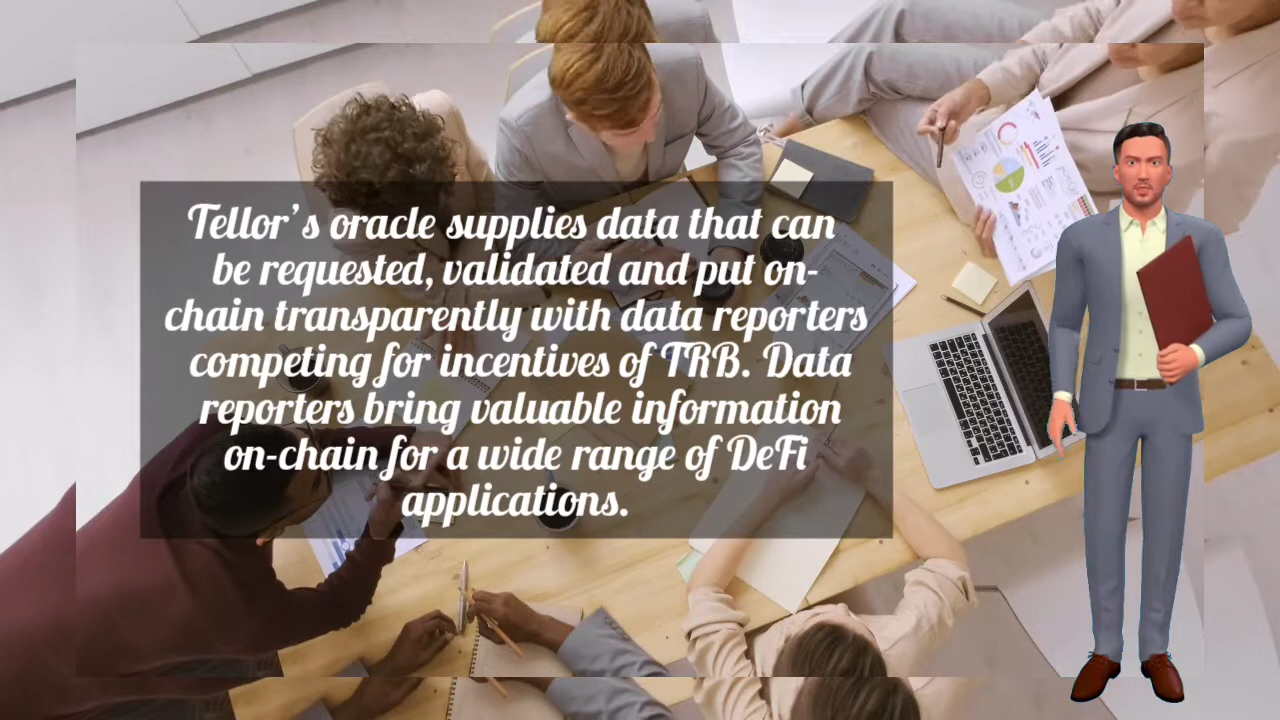 Tellor's oracle supplies data that can
be requested, validated and put on-
chain transparently with data reporters
competing for incentives of TRB. Data
reporters bring valuable information
on-chain for a wide range of DeFi
applications.